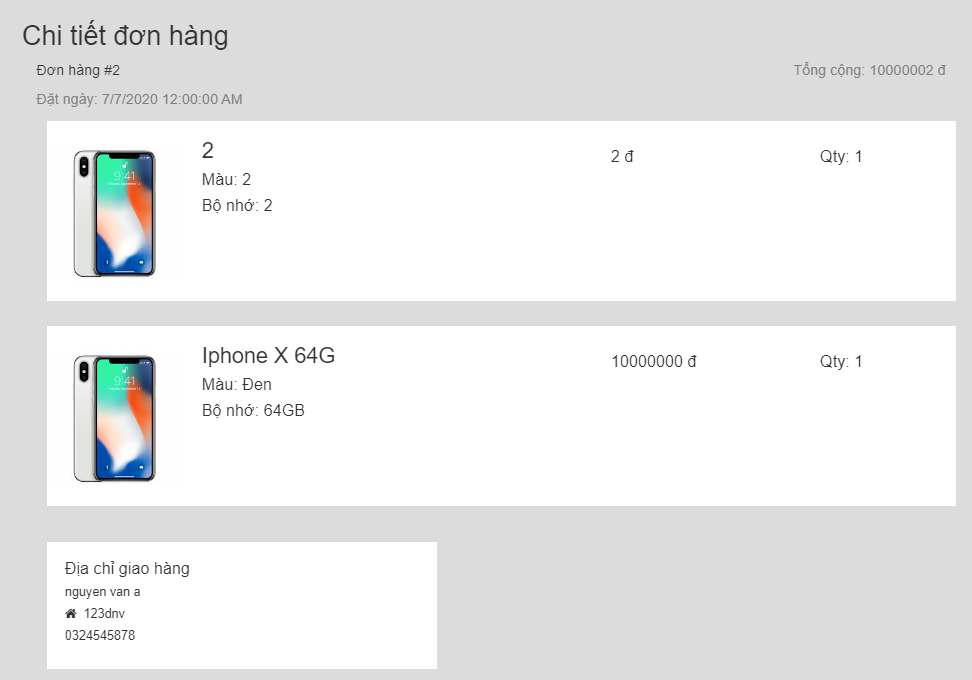 Chi tiết đơn hàng
Đơn hàng #2
Tổng cộng: 10000002 đ
Đặt ngày: 7/7/2020 12:00:00 AM
2
2 đ
Qty: 1
Màu: 2
Bộ nhớ: 2
9:41
Iphone X 64G
10000000 đ
Qty: 1
Màu: Đen
Bộ nhớ: 64GB
9:41
Địa chỉ giao hàng
nguyen van a
123dnv
0324545878